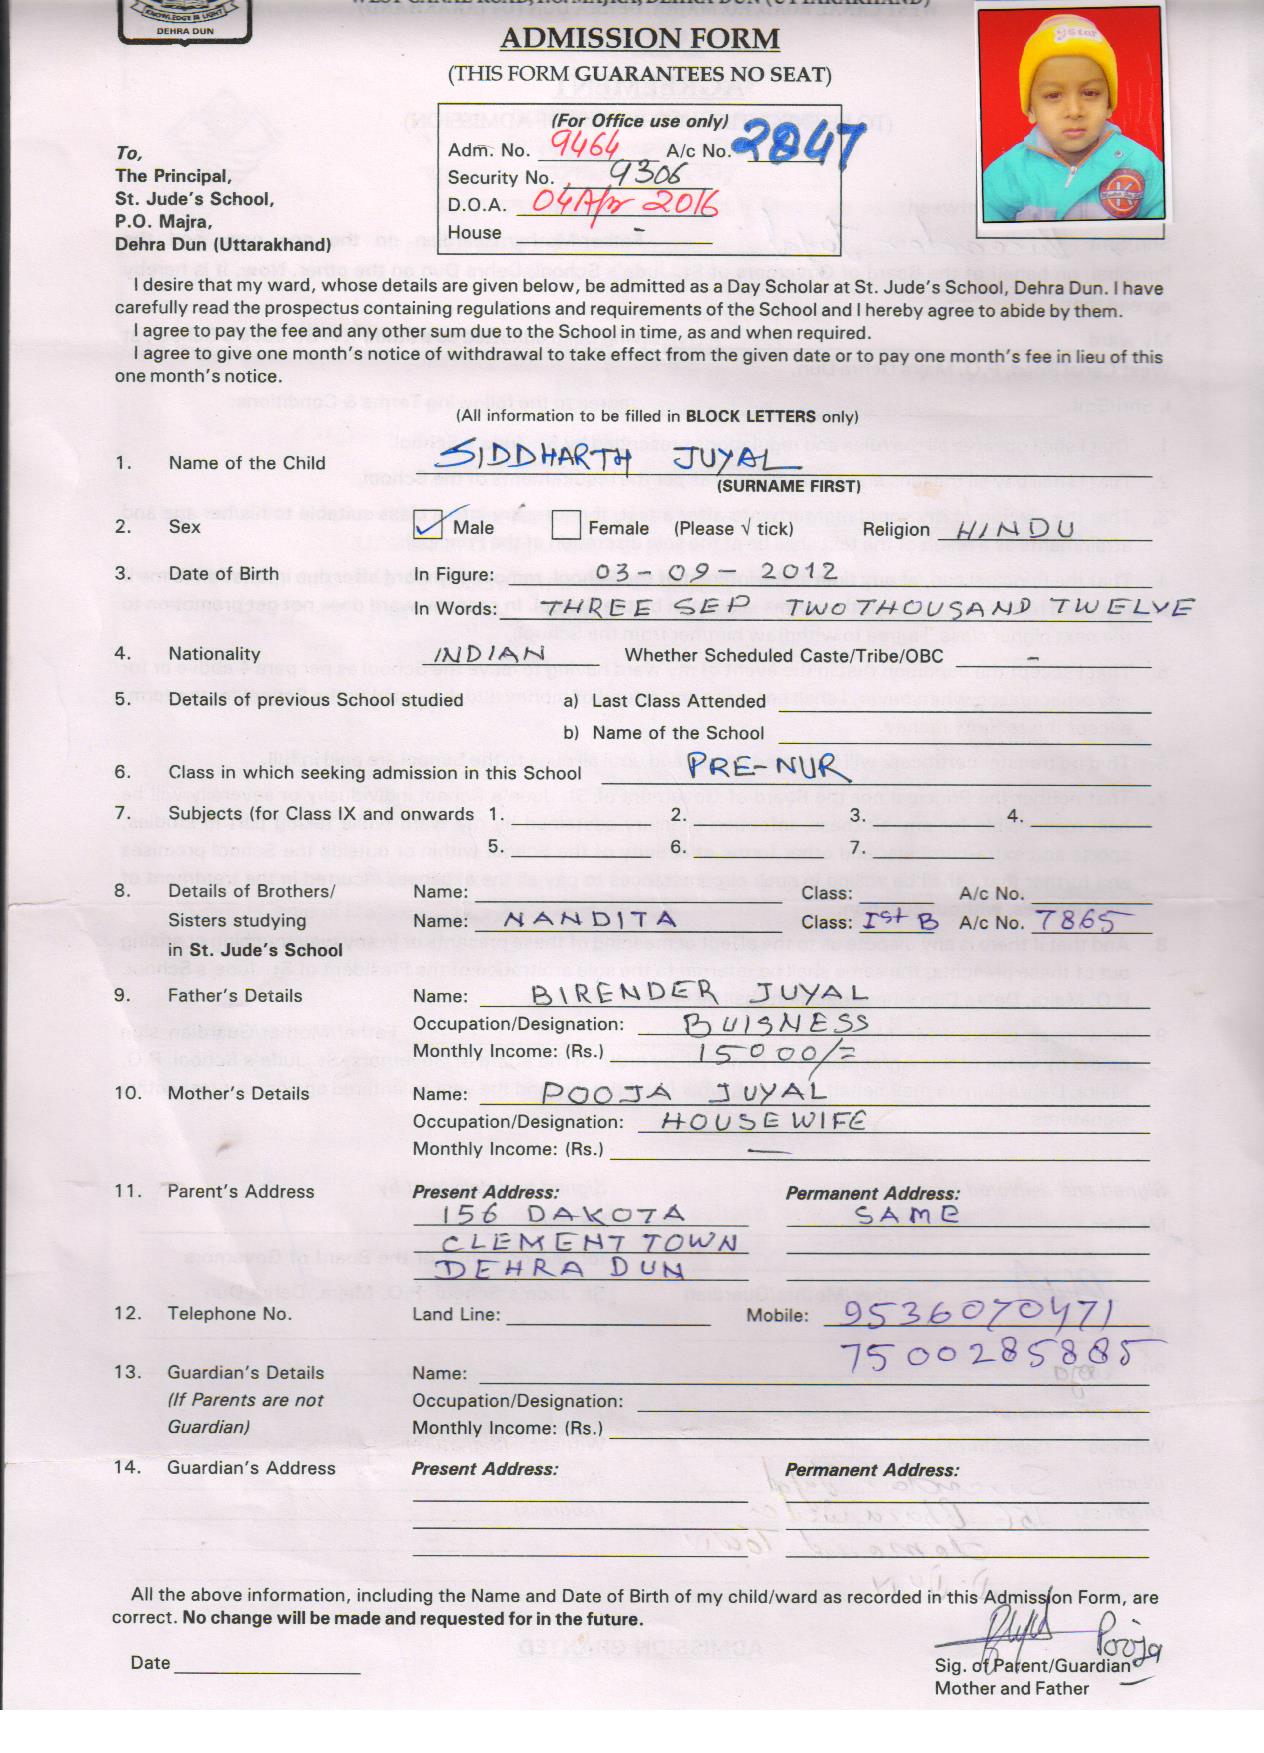 KNOWLEDGE IS LIGHT
DEHRA DUN
WEST CANAL ROAD, P.O. MAJRA, DEHRA DUN (UTTARAKHAND)
ADMISSION FORM
(THIS FORM GUARANTEES NO SEAT)
(For Office use only)
Adm. No. 9464 A/c No. 2847
Security No. 9306
D.O.A. 04 Apr 2016
House -
To,
The Principal,
St. Jude's School,
P.O. Majra,
Dehra Dun (Uttarakhand)
I desire that my ward, whose details are given below, be admitted as a Day Scholar at St. Jude's School, Dehra Dun. I have
carefully read the prospectus containing regulations and requirements of the School and I hereby agree to abide by them.
I agree to pay the fee and any other sum due to the School in time, as and when required.
I agree to give one month's notice of withdrawal to take effect from the given date or to pay one month's fee in lieu of this
one month's notice.
(All information to be filled in BLOCK LETTERS only)
1. Name of the Child SIDDHARTH JUYAL
(SURNAME FIRST)
2. Sex ✓ Male Female (Please √ tick) Religion HINDU
3. Date of Birth In Figure: 03-09-2012
In Words: THREE SEP TWO THOUSAND TWELVE
4. Nationality INDIAN Whether Scheduled Caste/Tribe/OBC -
5. Details of previous School studied a) Last Class Attended
b) Name of the School
6. Class in which seeking admission in this School PRE-NUR
7. Subjects (for Class IX and onwards 1. 2. 3. 4.
5. 6. 7.
8. Details of Brothers/ Name: Class: A/c No.
Sisters studying Name: NANDITA Class: Ist B A/c No. 7865
in St. Jude's School
9. Father's Details Name: BIRENDER JUYAL
Occupation/Designation: BUISNESS
Monthly Income: (Rs.) 15000/=
10. Mother's Details Name: POOJA JUYAL
Occupation/Designation: HOUSE WIFE
Monthly Income: (Rs.) —
11. Parent's Address Present Address: Permanent Address:
156 DAKOTA SAME
CLEMENT TOWN
DEHRA DUN
12. Telephone No. Land Line: Mobile: 9536070471
7500285885
13. Guardian's Details Name:
(If Parents are not Occupation/Designation:
Guardian) Monthly Income: (Rs.)
14. Guardian's Address Present Address: Permanent Address:
All the above information, including the Name and Date of Birth of my child/ward as recorded in this Admission Form, are
correct. No change will be made and requested for in the future.
Pooja
Date Sig. of Parent/Guardian
Mother and Father